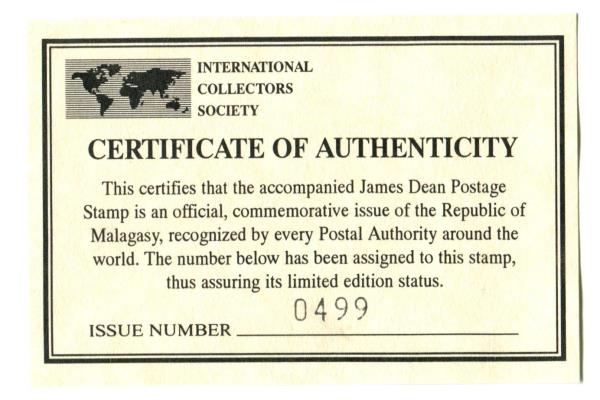 INTERNATIONAL
COLLECTORS
SOCIETY
CERTIFICATE OF AUTHENTICITY
This certifies that the accompanied James Dean Postage
Stamp is an official, commemorative issue of the Republic of
Malagasy, recognized by every Postal Authority around the
world. The number below has been assigned to this stamp,
thus assuring its limited edition status.
0499
ISSUE NUMBER